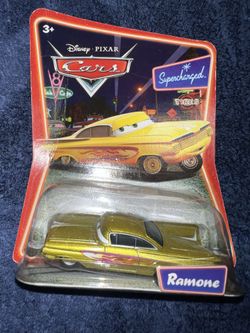 3+
Disney · PIXAR
Cars
Supercharged
Ramone